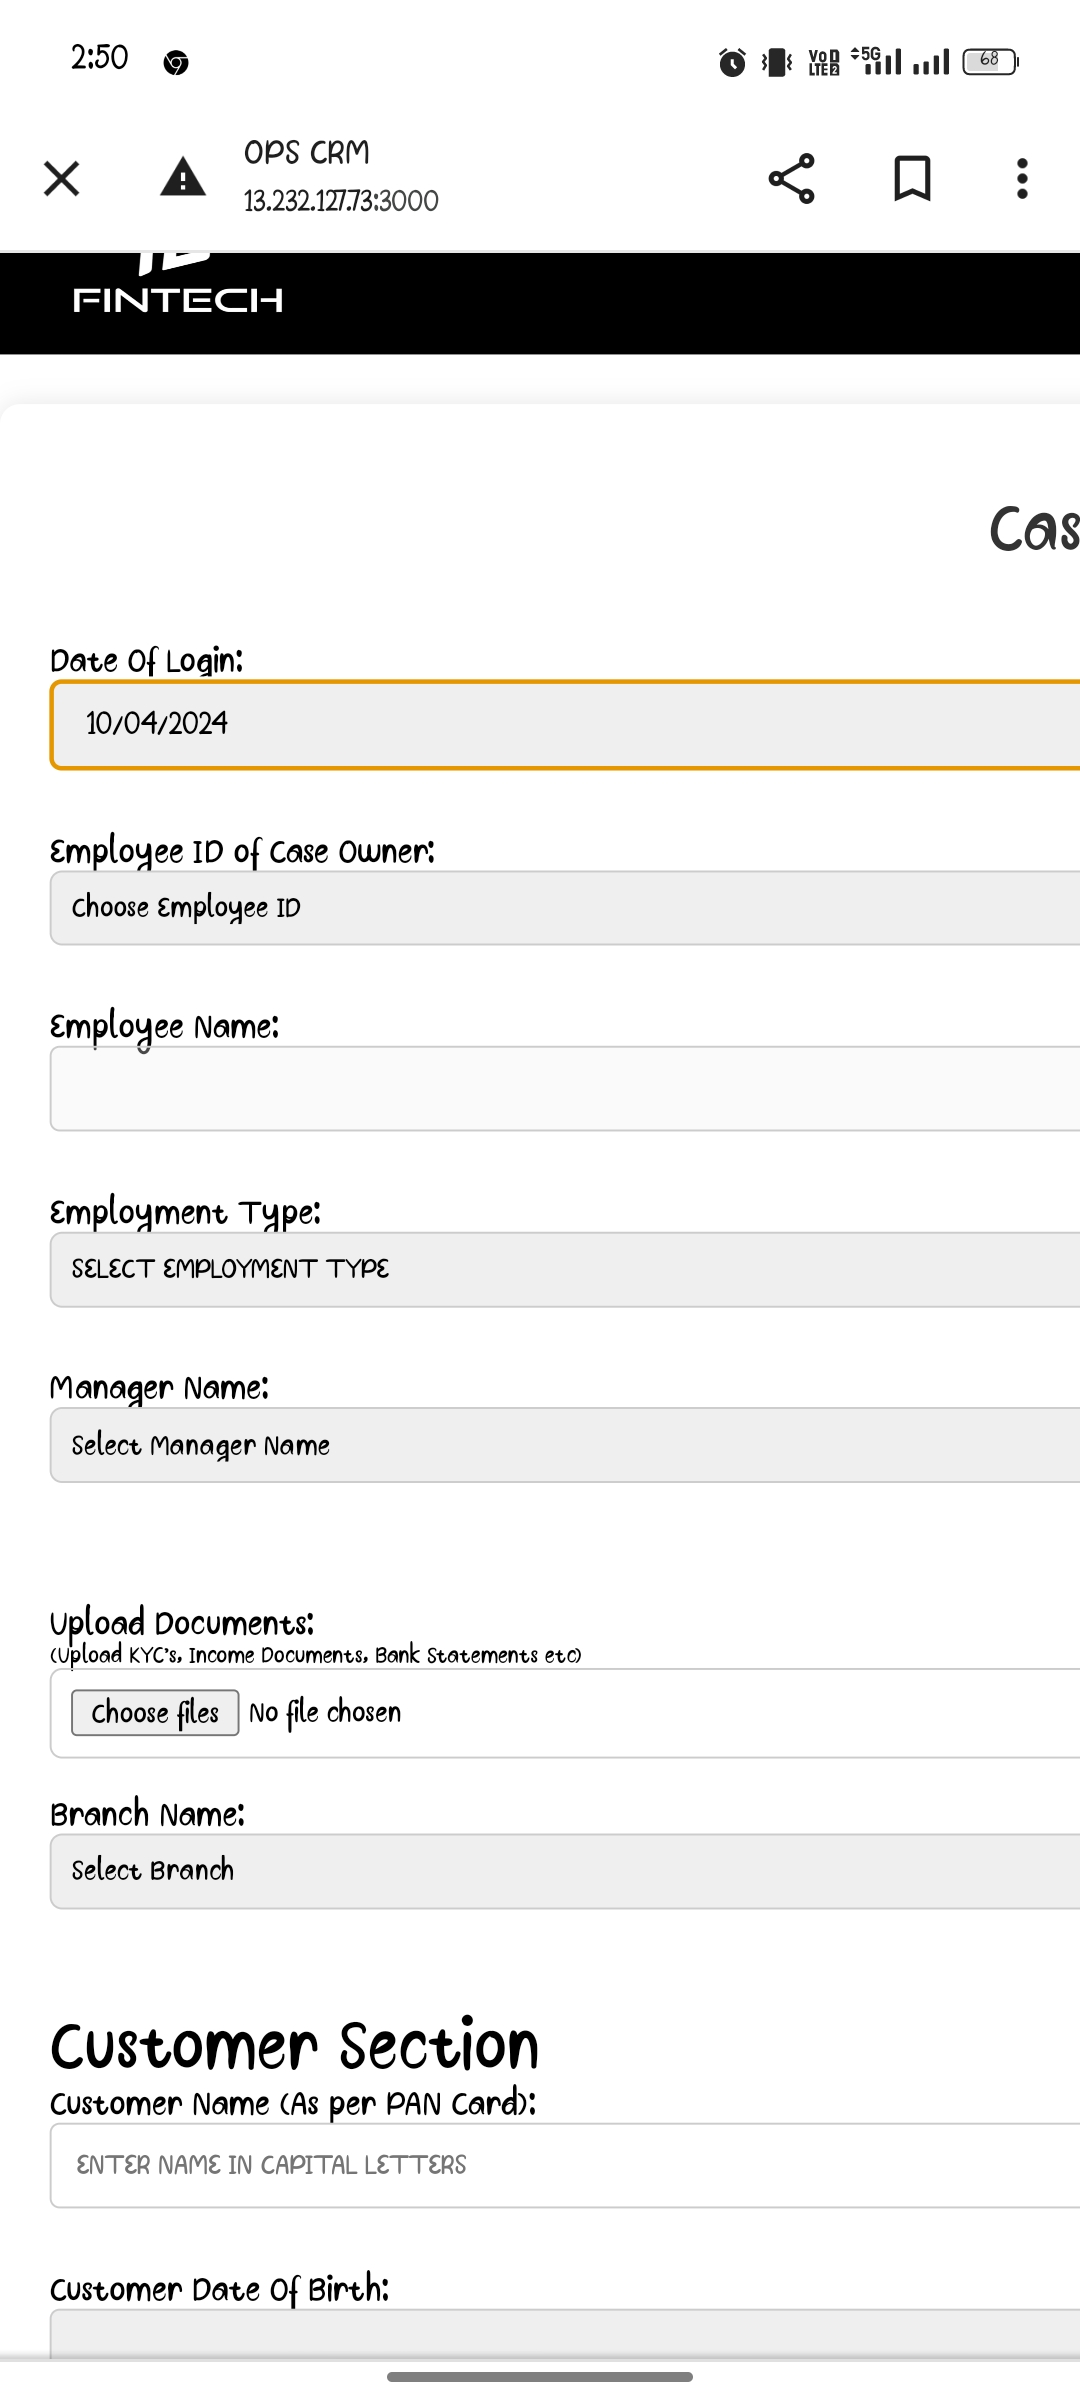 2:50
Vo D
LTE 2
5G
68
OPS CRM
13.232.127.73:3000
FINTECH
Cas
Date Of Login:
10/04/2024
Employee ID of Case Owner:
Choose Employee ID
Employee Name:
Employment Type:
SELECT EMPLOYMENT TYPE
Manager Name:
Select Manager Name
Upload Documents:
(Upload KYC's, Income Documents, Bank Statements etc)
Choose files No file chosen
Branch Name:
Select Branch
Customer Section
Customer Name (As per PAN Card):
ENTER NAME IN CAPITAL LETTERS
Customer Date Of Birth: